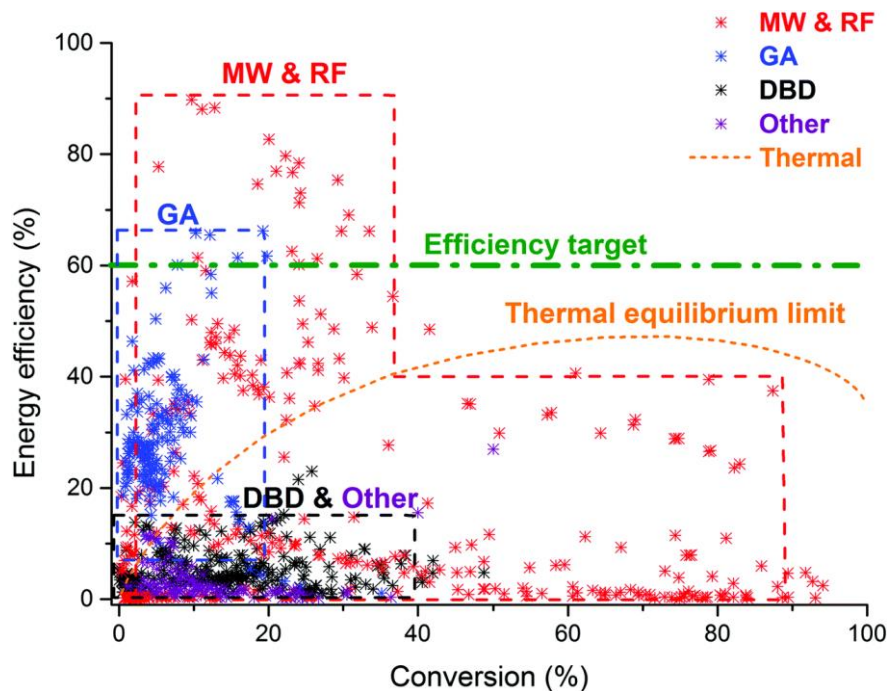 MW & RF
GA
DBD
Other
Thermal
100
80
60
40
20
0
Energy efficiency (%)
MW & RF
GA
Efficiency target
Thermal equilibrium limit
DBD & Other
0
20
40
60
80
100
Conversion (%)